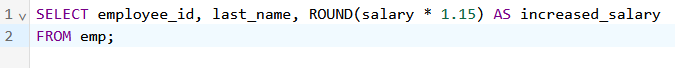 1 SELECT employee_id, last_name, ROUND(salary * 1.15) AS increased_salary
2 FROM emp;